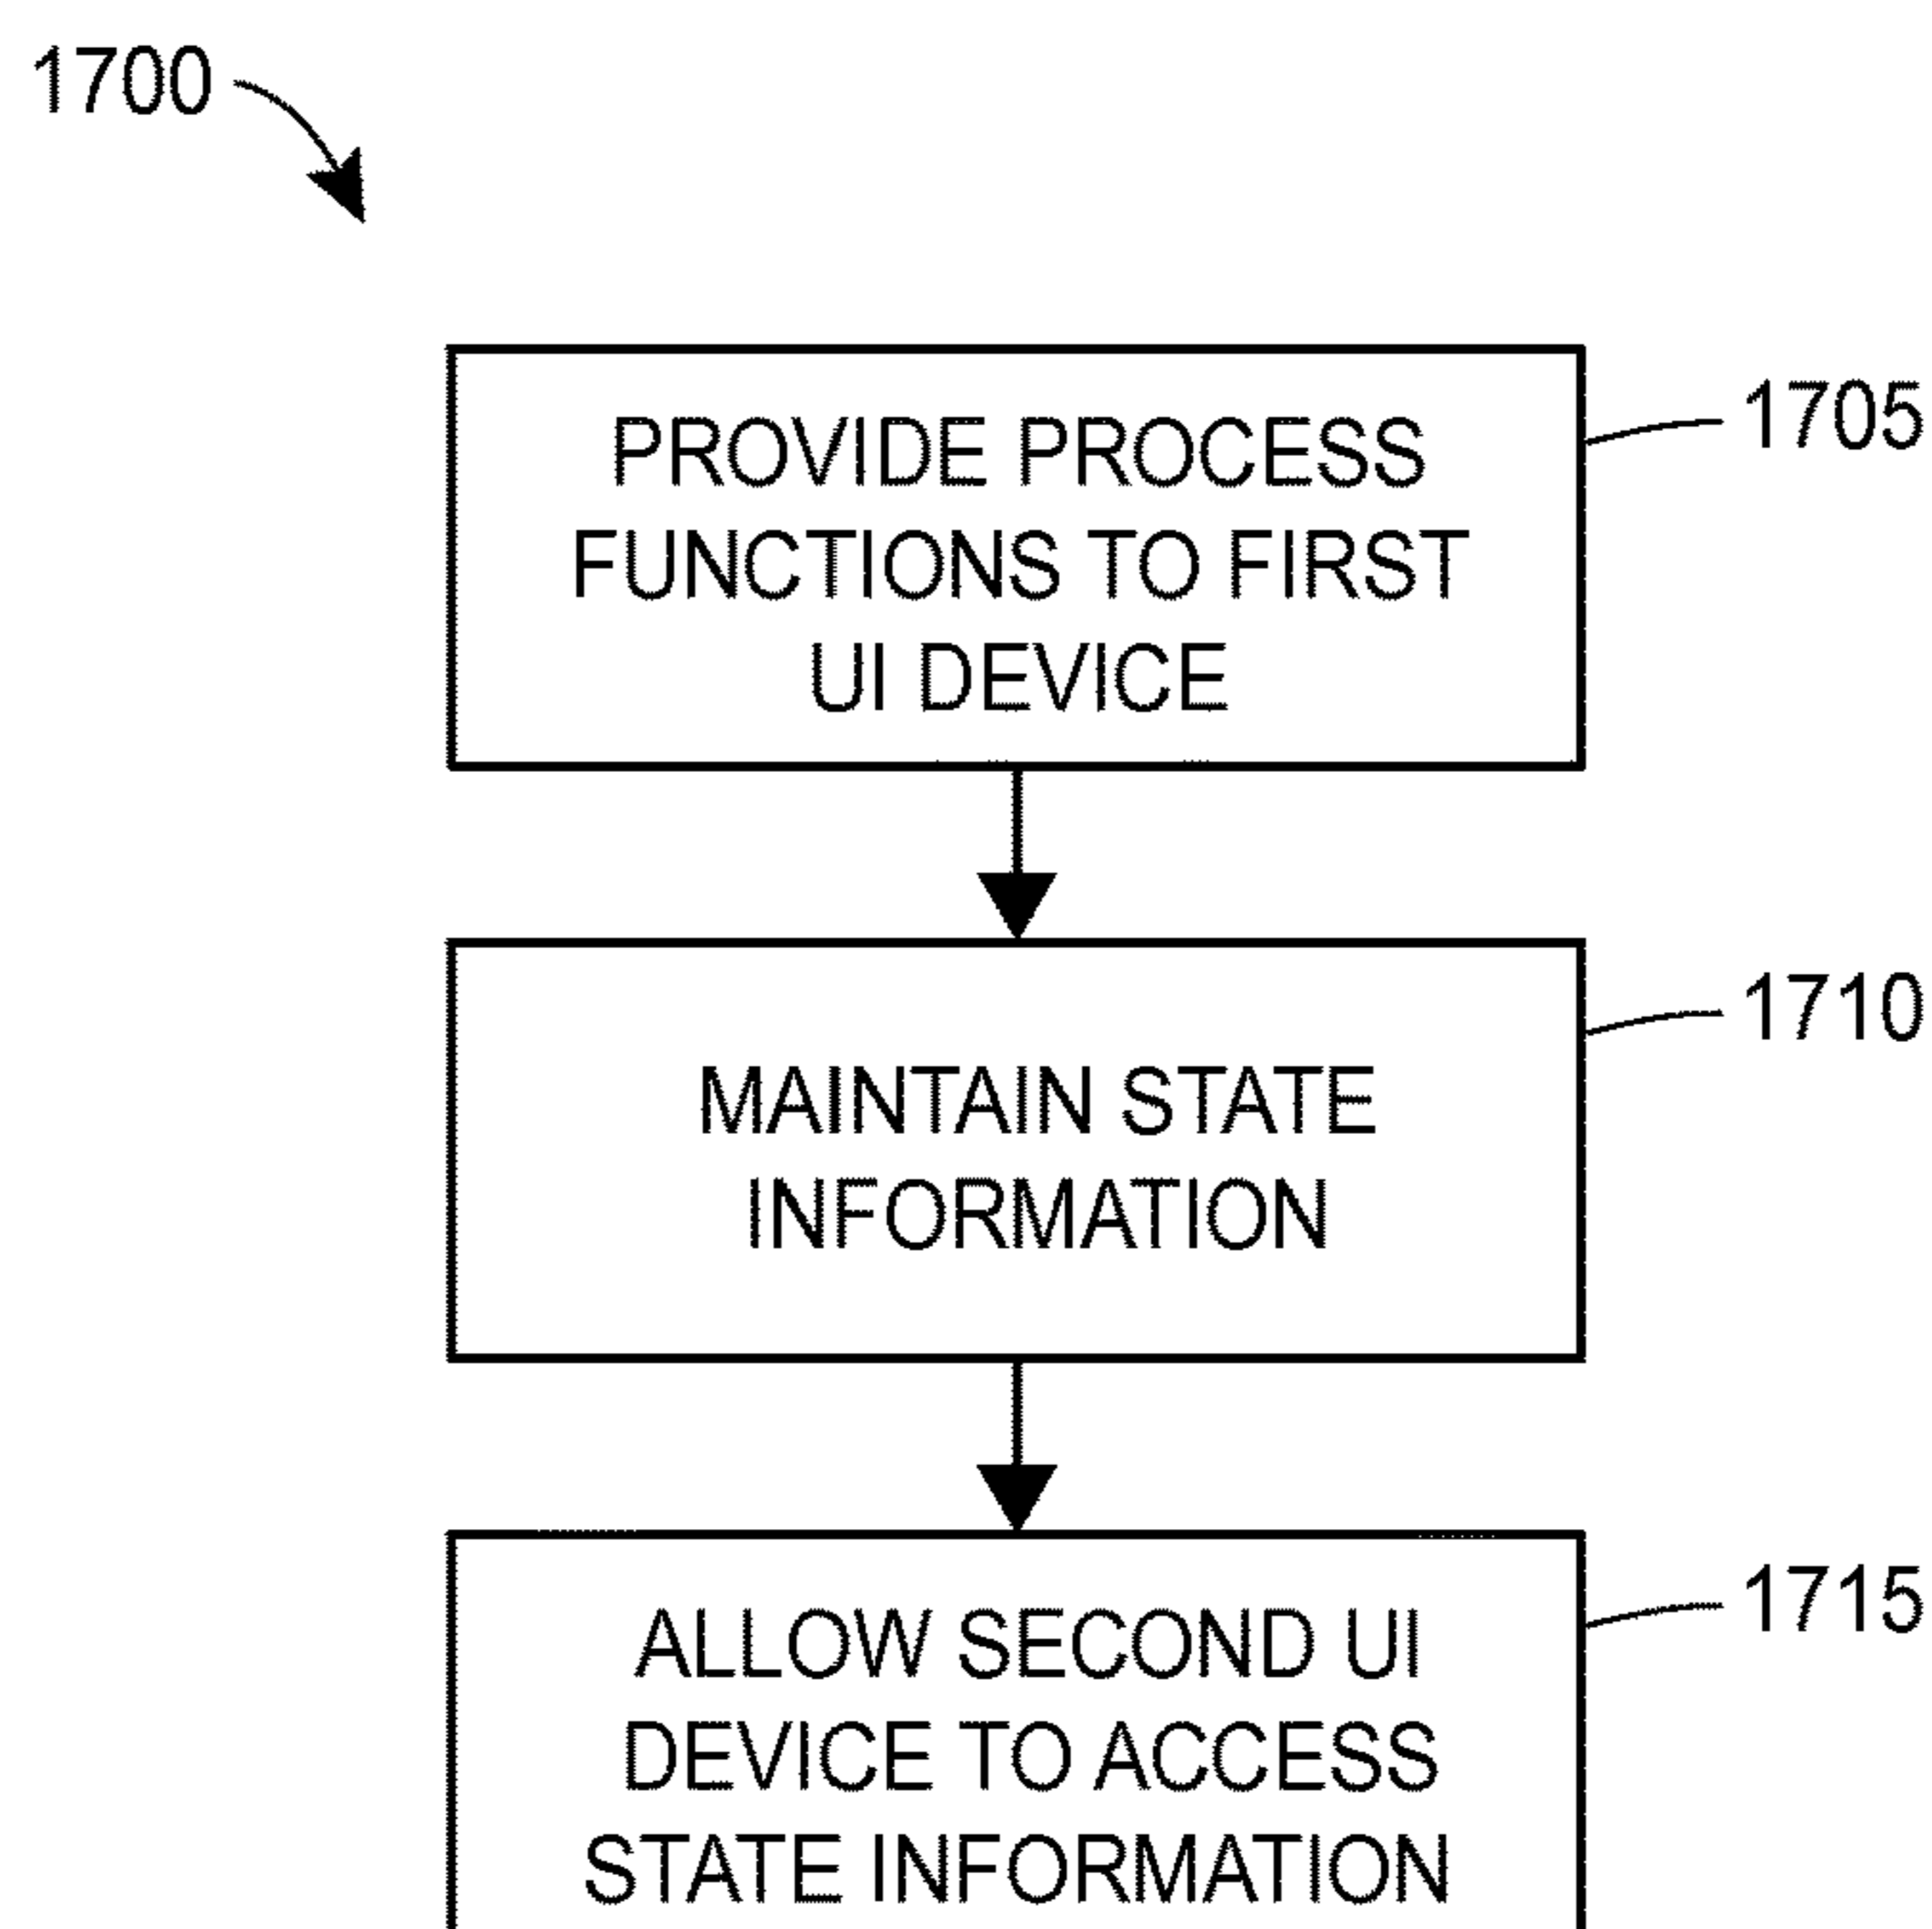 1700
PROVIDE PROCESS
FUNCTIONS TO FIRST
UI DEVICE
1705
MAINTAIN STATE
INFORMATION
1710
ALLOW SECOND UI
DEVICE TO ACCESS
STATE INFORMATION
1715